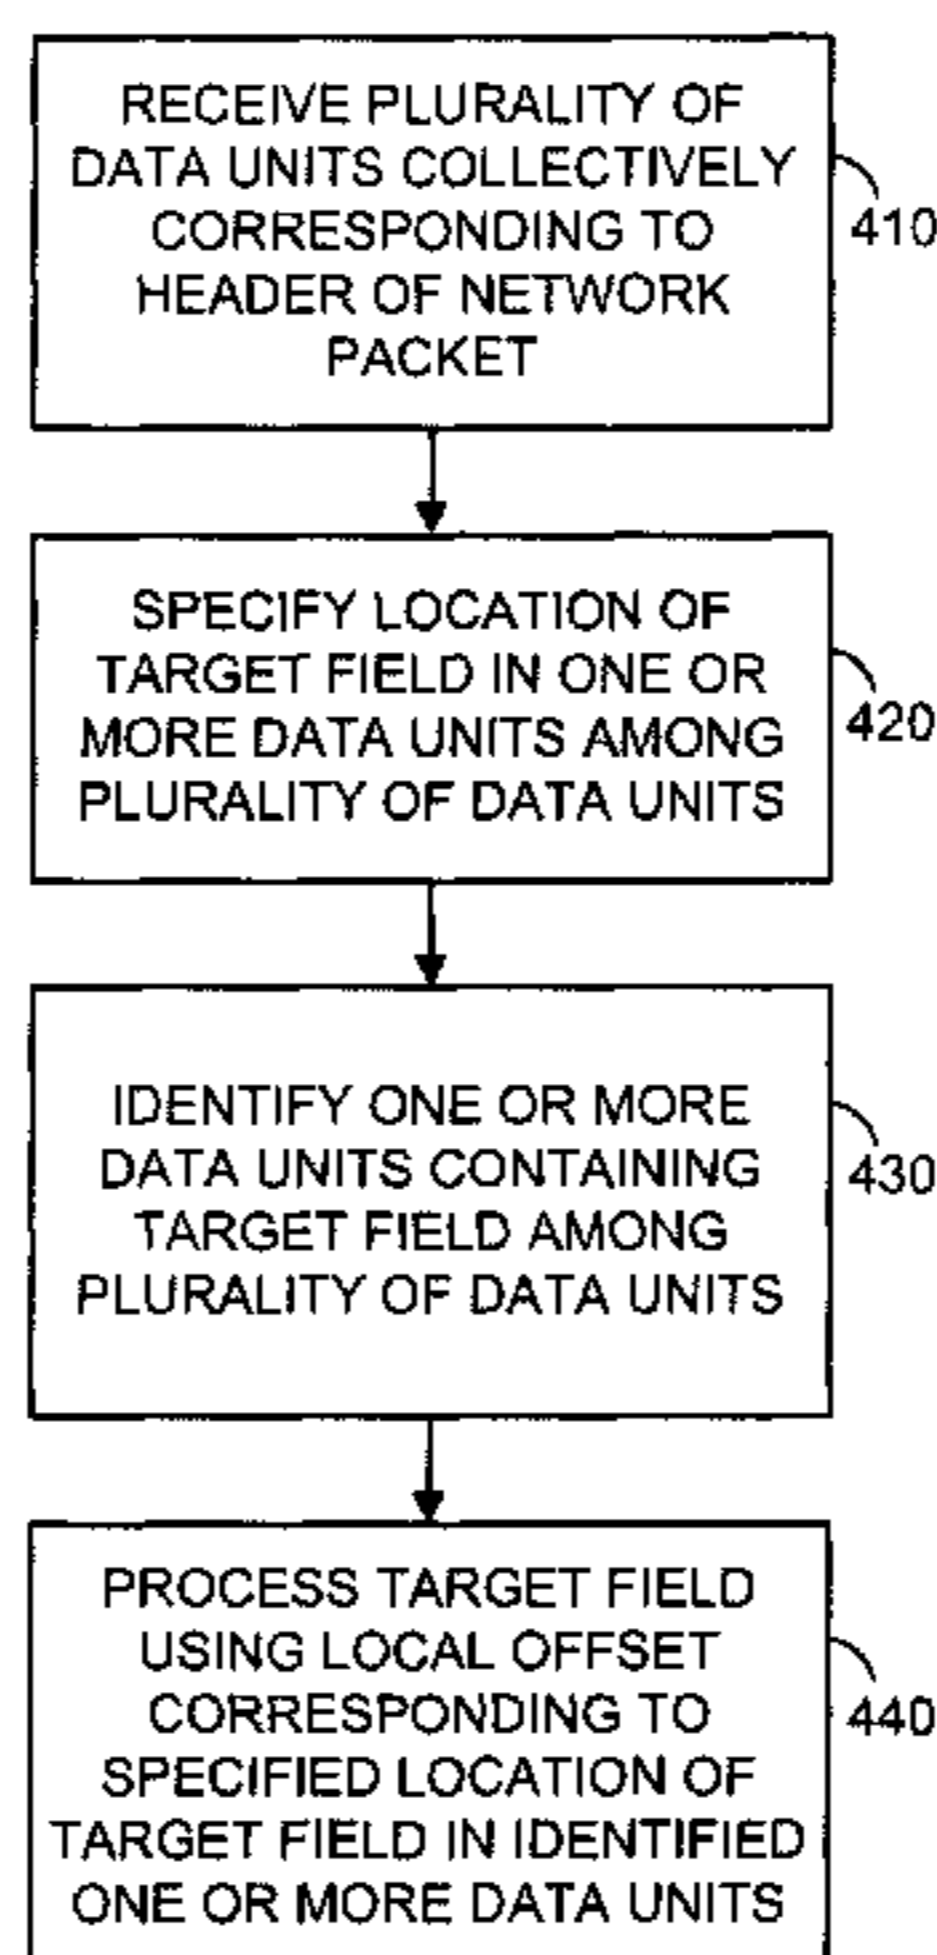 RECEIVE PLURALITY OF
DATA UNITS COLLECTIVELY
CORRESPONDING TO
HEADER OF NETWORK
PACKET
410
SPECIFY LOCATION OF
TARGET FIELD IN ONE OR
MORE DATA UNITS AMONG
PLURALITY OF DATA UNITS
420
IDENTIFY ONE OR MORE
DATA UNITS CONTAINING
TARGET FIELD AMONG
PLURALITY OF DATA UNITS
430
PROCESS TARGET FIELD
USING LOCAL OFFSET
CORRESPONDING TO
SPECIFIED LOCATION OF
TARGET FIELD IN IDENTIFIED
ONE OR MORE DATA UNITS
440